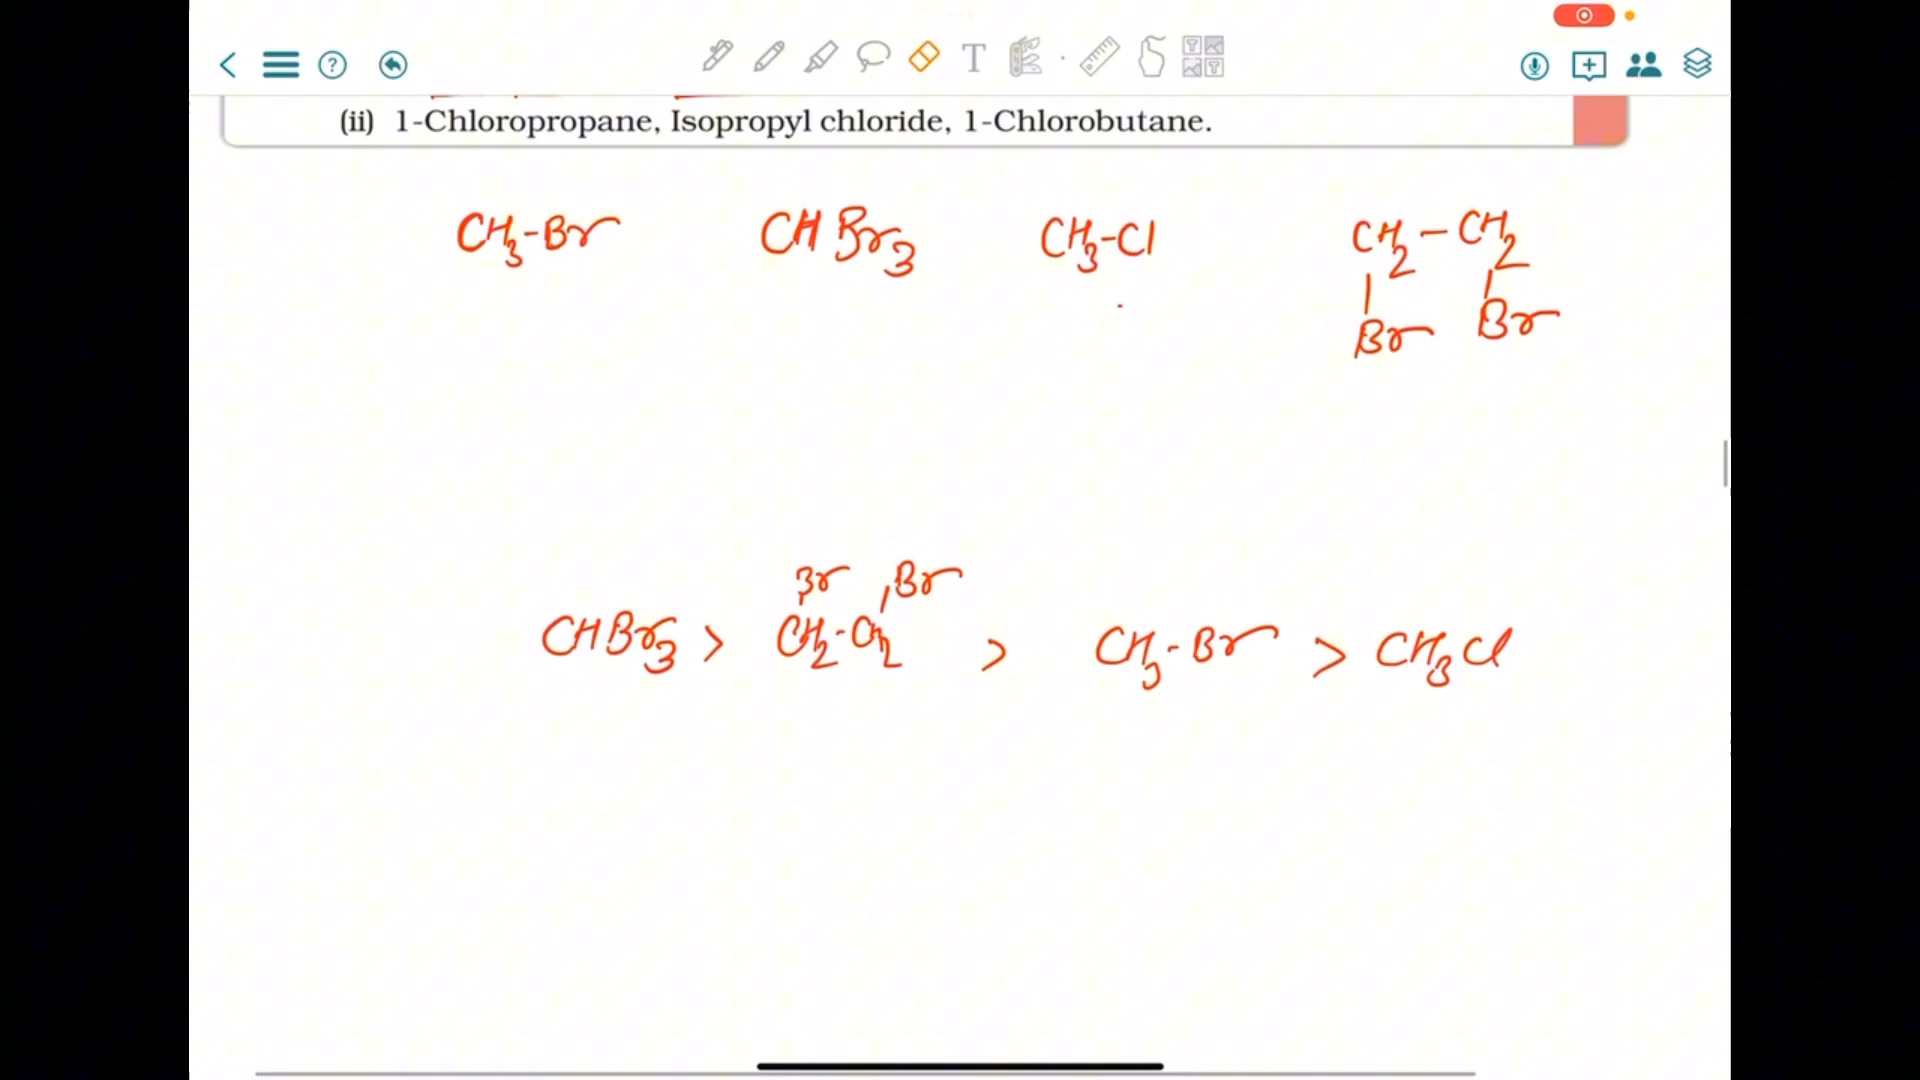 (ii) 1-Chloropropane, Isopropyl chloride, 1-Chlorobutane.
CH3-Br CHBr3 CH3-Cl CH2-CH2
Br Br
Br Br
CHBr3 > CH2-CH2 > CH3-Br > CH3Cl